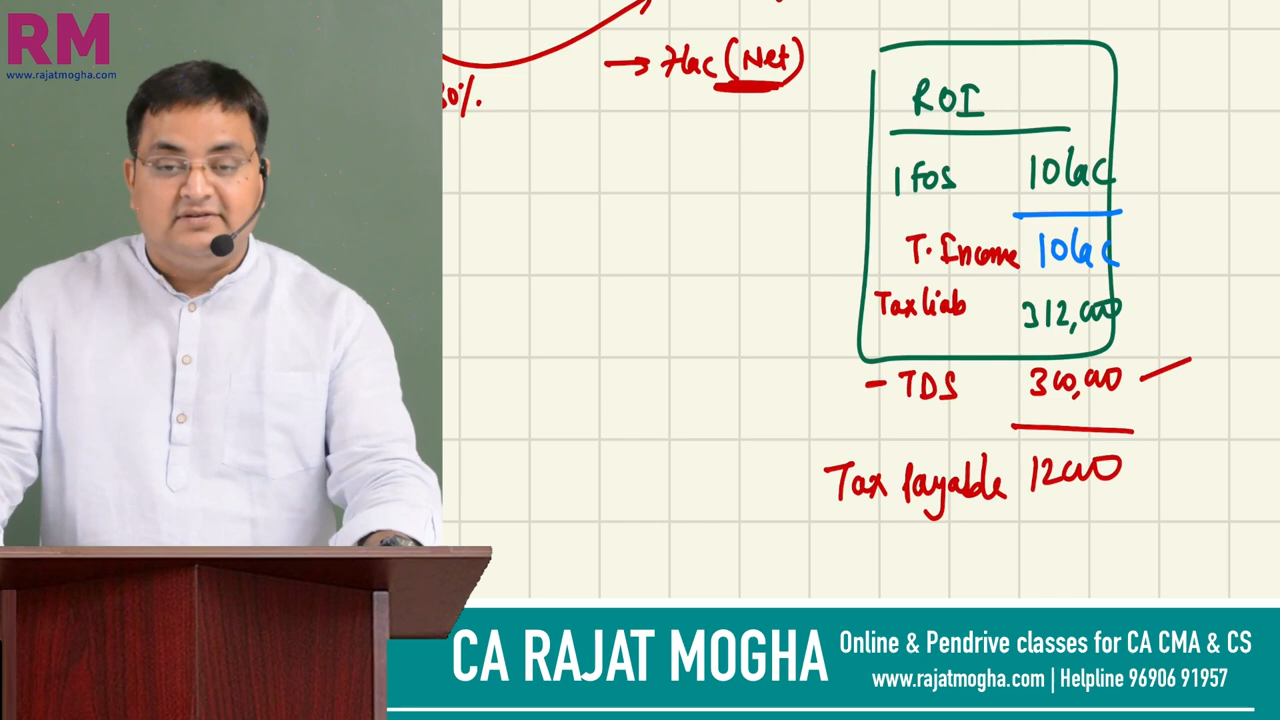 RM
www.rajatmogha.com
30%
→ 7lac (Net)
ROI
IFOS 10lac
T. Income 10lac
Tax liab 312,000
- TDS 300,000
Tax payable 12000
CA RAJAT MOGHA
Online & Pendrive classes for CA CMA & CS
www.rajatmogha.com | Helpline 96906 91957